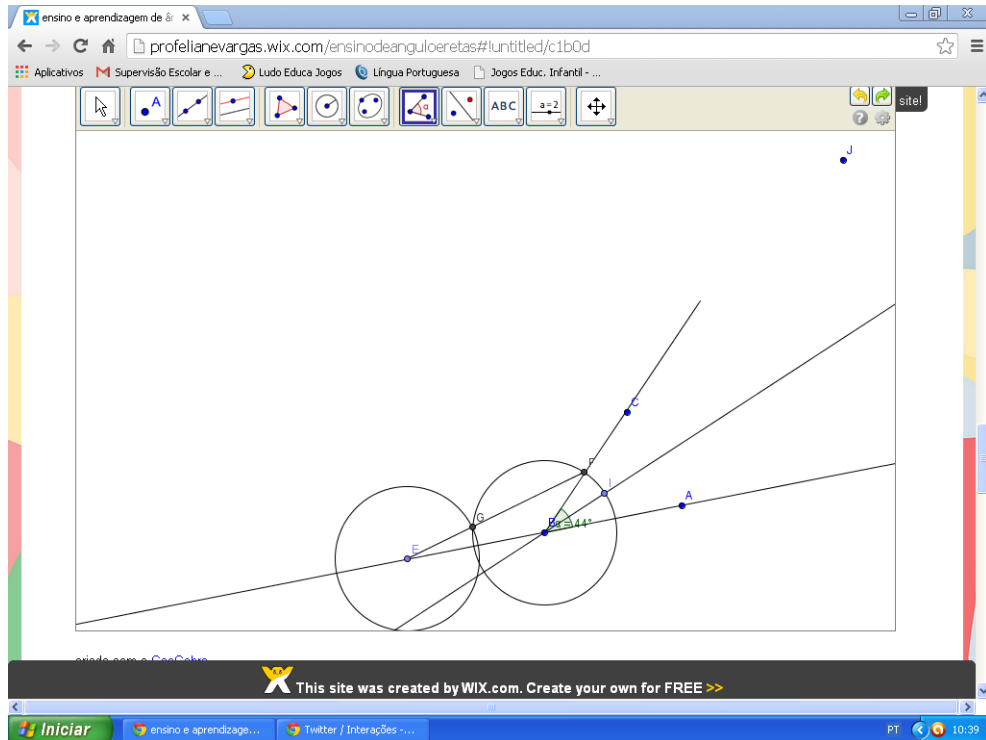 ensino e aprendizagem de âr
profelianevargas.wix.com/ensinodeanguloeretas#!untitled/c1b0d
Aplicativos Supervisão Escolar e ... Ludo Educa Jogos Língua Portuguesa Jogos Educ. Infantil - ...
A α ABC a=2 site!
J
C
F
I
A
G
B α = 44°
E
criado com o GeoGebra
This site was created by WIX.com. Create your own for FREE >>
Iniciar ensino e aprendizage... Twitter / Interações -... PT 10:39